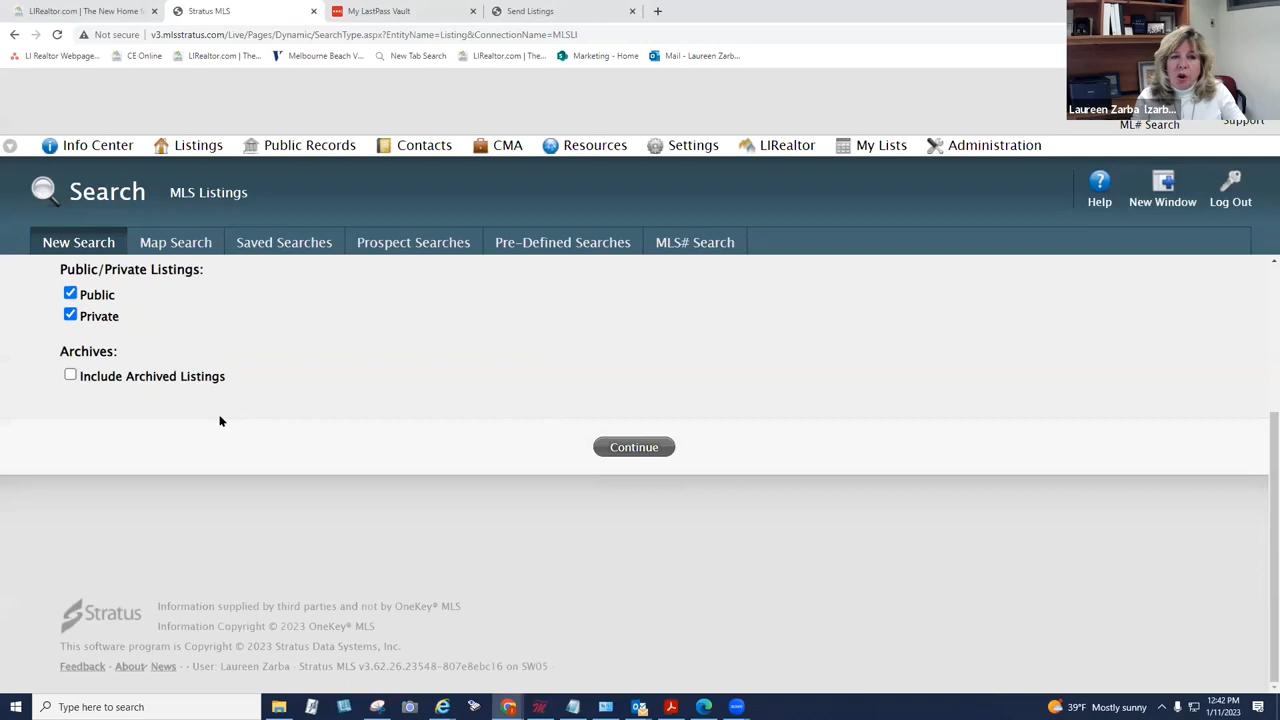 LIRealtor.com | The New Home f
Stratus MLS
My LastPass Vault
Send Listings
Not secure
v3.mlsstratus.com/Live/Pages/Dynamic/SearchType.aspx?EntityNa
ConnectionName=MLSLI
LI Realtor Webpage...
CE Online
LIRealtor.com | The...
Melbourne Beach V...
New Tab Search
LIRealtor.com | The...
Marketing - Home
Mail - Laureen Zarb...
Laureen Zarba lzarb...
ML# Search
Support
Info Center
Listings
Public Records
Contacts
CMA
Resources
Settings
LIRealtor
My Lists
Administration
Search
MLS Listings
Help
New Window
Log Out
New Search
Map Search
Saved Searches
Prospect Searches
Pre-Defined Searches
MLS# Search
Public/Private Listings:
Public
Private
Archives:
Include Archived Listings
Continue
Stratus
Information supplied by third parties and not by OneKey® MLS
Information Copyright © 2023 OneKey® MLS
This software program is Copyright © 2023 Stratus Data Systems, Inc.
Feedback · About · News · · User: Laureen Zarba · Stratus MLS v3.62.26.23548-807e8ebc16 on SW05 ·
Type here to search
39°F Mostly sunny
12:42 PM
1/11/2023